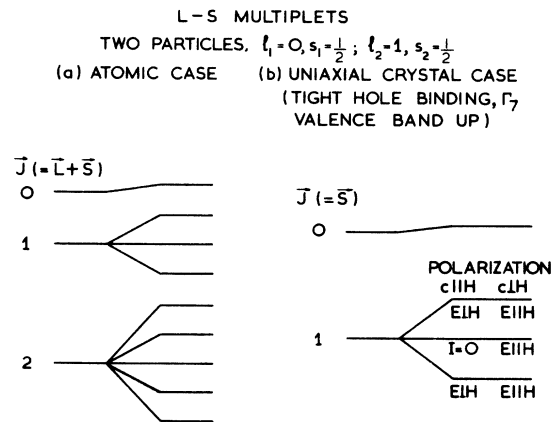 L-S MULTIPLETS
TWO PARTICLES, ℓ₁=0, s₁=½ ; ℓ₂=1, s₂=½
(a) ATOMIC CASE
(b) UNIAXIAL CRYSTAL CASE
(TIGHT HOLE BINDING, Γ₇
VALENCE BAND UP)
J⃗ (=L⃗+S⃗)
0
1
2
J⃗ (=S⃗)
0
POLARIZATION
c||H c⊥H
E⊥H E||H
1
I=0 E||H
E⊥H E||H